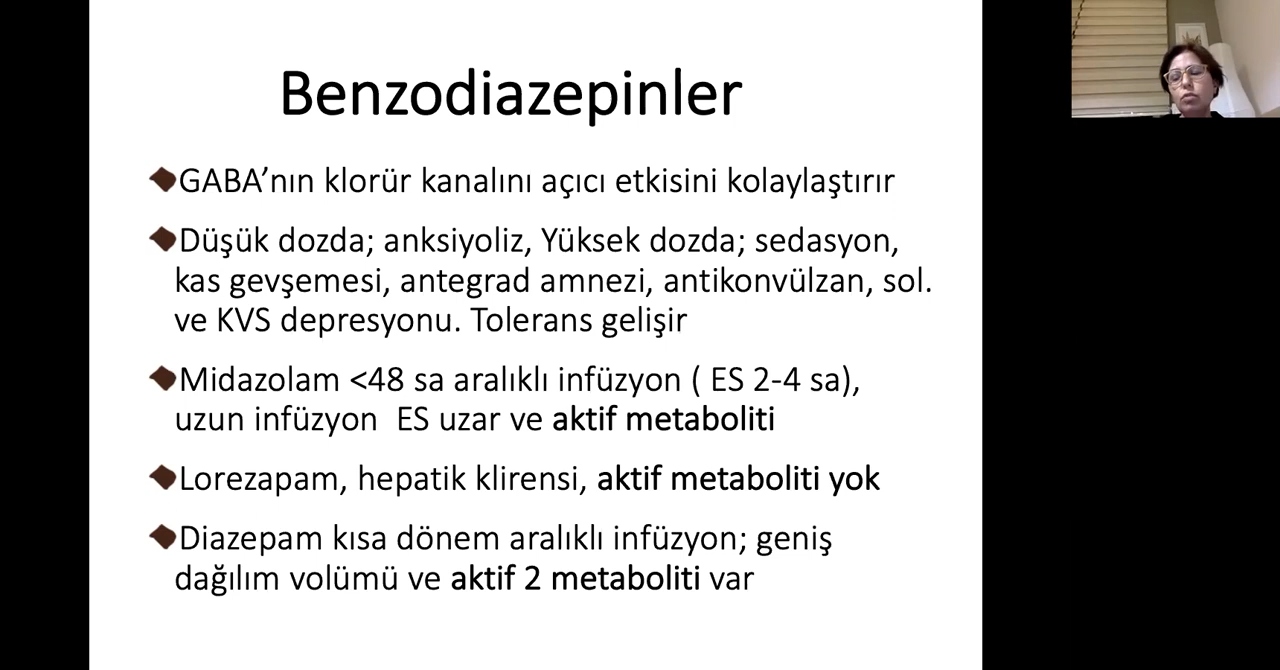 Benzodiazepinler
GABA’nın klorür kanalını açıcı etkisini kolaylaştırır
Düşük dozda; anksiyoliz, Yüksek dozda; sedasyon,
kas gevşemesi, antegrad amnezi, antikonvülzan, sol.
ve KVS depresyonu. Tolerans gelişir
Midazolam <48 sa aralıklı infüzyon ( ES 2-4 sa),
uzun infüzyon  ES uzar ve aktif metaboliti
Lorezapam, hepatik klirensi, aktif metaboliti yok
Diazepam kısa dönem aralıklı infüzyon; geniş
dağılım volümü ve aktif 2 metaboliti var